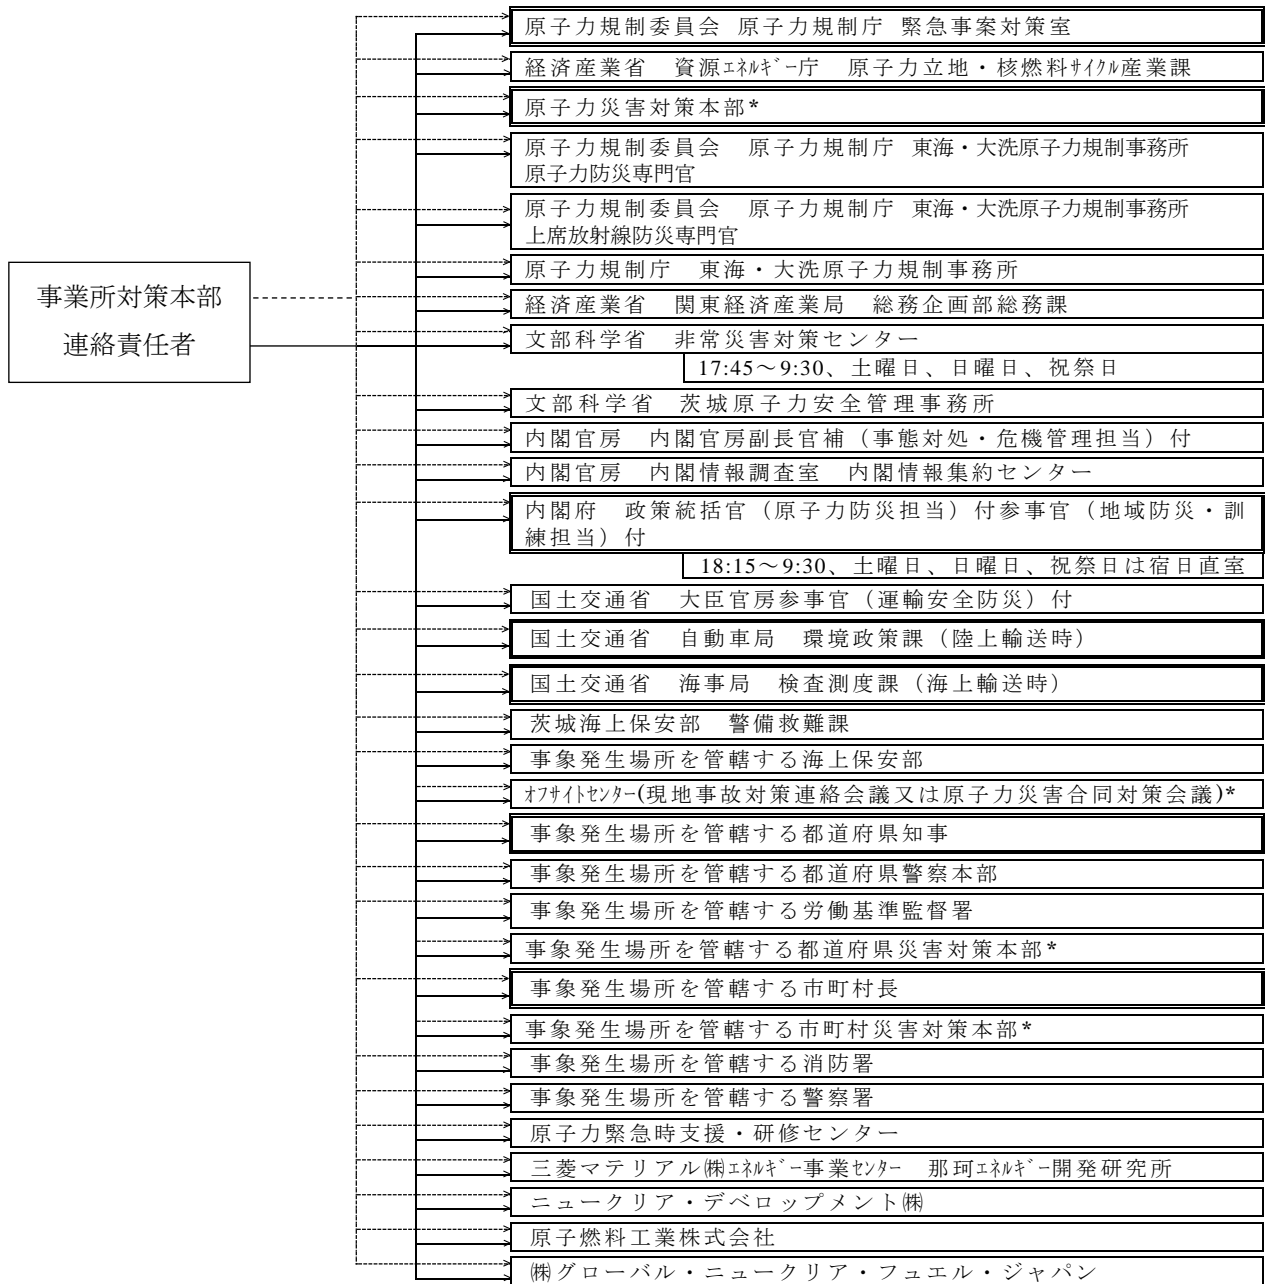 原子力規制委員会　原子力規制庁　緊急事案対策室
経済産業省　資源ｴﾈﾙｷﾞｰ庁　原子力立地・核燃料ｻｲｸﾙ産業課
原子力災害対策本部*
原子力規制委員会　原子力規制庁　東海・大洗原子力規制事務所
原子力防災専門官
原子力規制委員会　原子力規制庁　東海・大洗原子力規制事務所
上席放射線防災専門官
事業所対策本部
連絡責任者
原子力規制庁　東海・大洗原子力規制事務所
経済産業省　関東経済産業局　総務企画部総務課
文部科学省　非常災害対策センター
17:45～9:30、土曜日、日曜日、祝祭日
文部科学省　茨城原子力安全管理事務所
内閣官房　内閣官房副長官補（事態対処・危機管理担当）付
内閣官房　内閣情報調査室　内閣情報集約センター
内閣府　政策統括官（原子力防災担当）付参事官（地域防災・訓
練担当）付
18:15～9:30、土曜日、日曜日、祝祭日は宿日直室
国土交通省　大臣官房参事官（運輸安全防災）付
国土交通省　自動車局　環境政策課（陸上輸送時）
国土交通省　海事局　検査測度課（海上輸送時）
茨城海上保安部　警備救難課
事象発生場所を管轄する海上保安部
ｵﾌｻｲﾄｾﾝﾀｰ(現地事故対策連絡会議又は原子力災害合同対策会議)*
事象発生場所を管轄する都道府県知事
事象発生場所を管轄する都道府県警察本部
事象発生場所を管轄する労働基準監督署
事象発生場所を管轄する都道府県災害対策本部*
事象発生場所を管轄する市町村長
事象発生場所を管轄する市町村災害対策本部*
事象発生場所を管轄する消防署
事象発生場所を管轄する警察署
原子力緊急時支援・研修センター
三菱マテリアル㈱ｴﾈﾙｷﾞｰ事業ｾﾝﾀｰ　那珂ｴﾈﾙｷﾞｰ開発研究所
ニュークリア・デベロップメント㈱
原子燃料工業株式会社
㈱グローバル・ニュークリア・フュエル・ジャパン